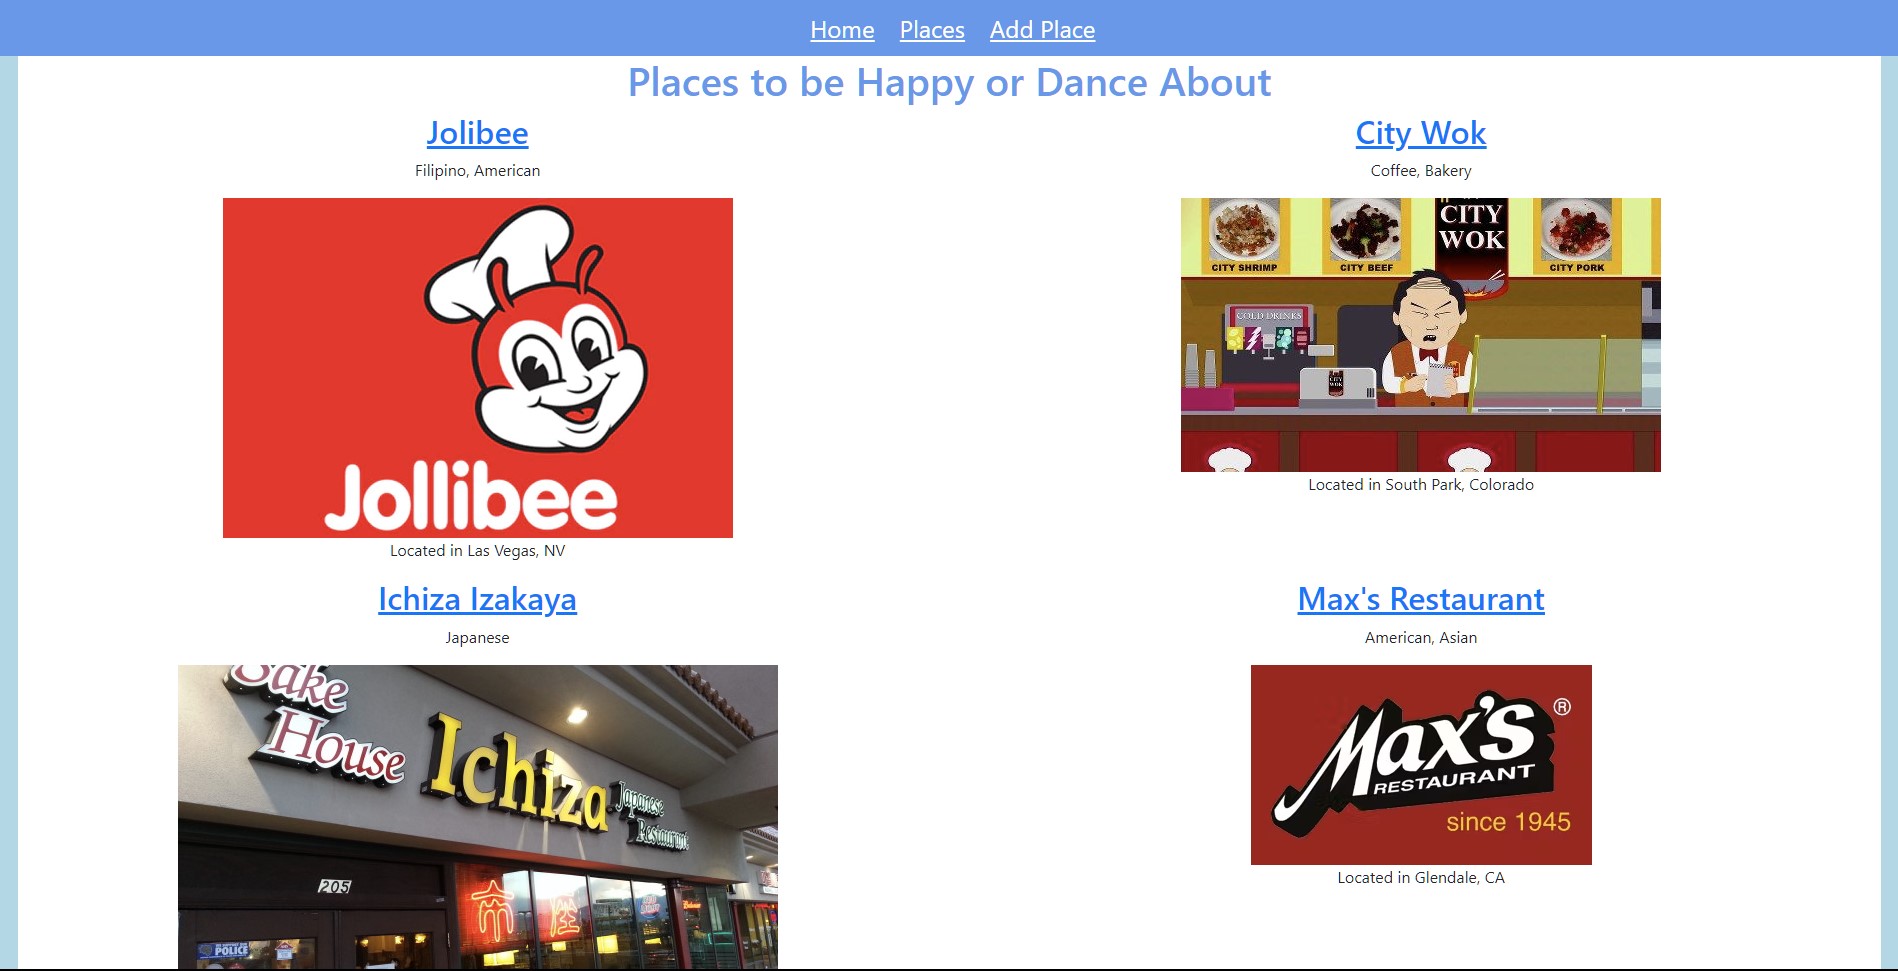 Home Places Add Place
Places to be Happy or Dance About
Jolibee
Filipino, American
Jollibee
Located in Las Vegas, NV
City Wok
Coffee, Bakery
CITY
WOK
CITY SHRIMP
CITY BEEF
CITY PORK
COLD DRINKS
CITY
WOK
Located in South Park, Colorado
Ichiza Izakaya
Japanese
Sake
House
Ichiza
Japanese
Restaurant
205
POLICE
Max's Restaurant
American, Asian
Max's ®
RESTAURANT
since 1945
Located in Glendale, CA